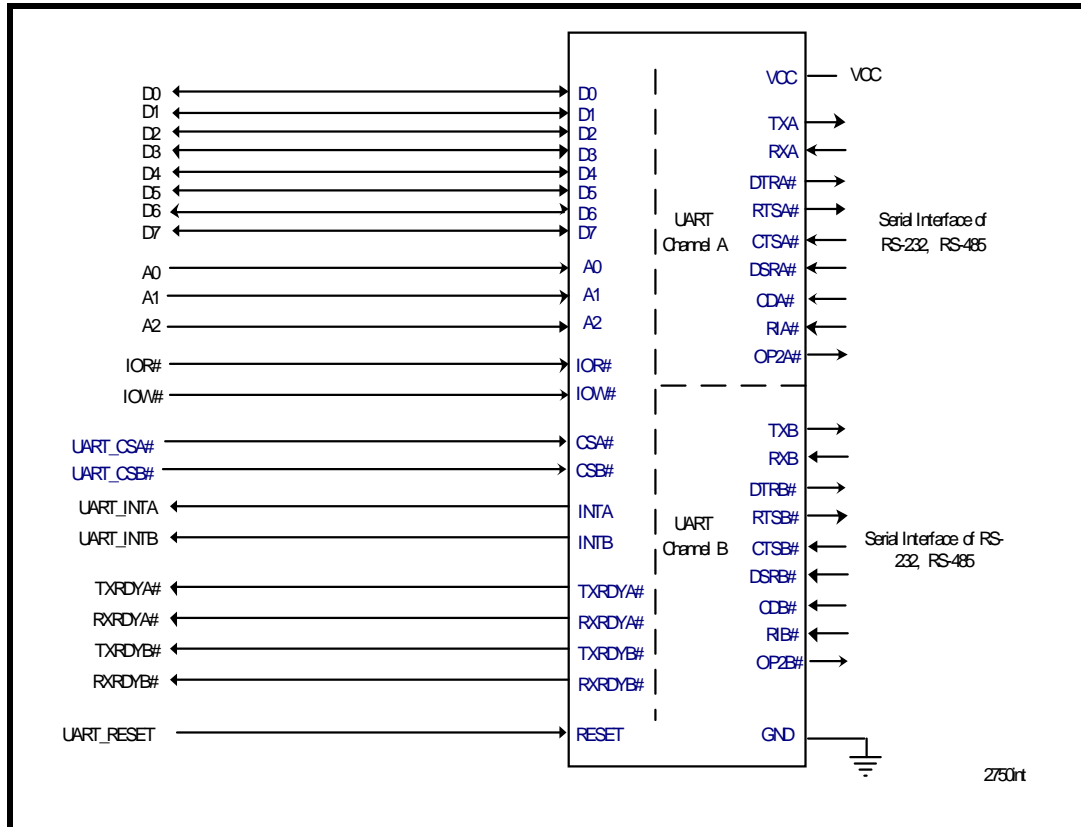 D0
D1
D2
D3
D4
D5
D6
D7
A0
A1
A2
IOR#
IOW#
UART_CSA#
UART_CSB#
UART_INTA
UART_INTB
TXRDYA#
RXRDYA#
TXRDYB#
RXRDYB#
UART_RESET
D0
D1
D2
D3
D4
D5
D6
D7
A0
A1
A2
IOR#
IOW#
CSA#
CSB#
INTA
INTB
TXRDYA#
RXRDYA#
TXRDYB#
RXRDYB#
RESET
UART
Channel A
UART
Channel B
VCC
TXA
RXA
DTRA#
RTSA#
CTSA#
DSRA#
CDA#
RIA#
OP2A#
TXB
RXB
DTRB#
RTSB#
CTSB#
DSRB#
CDB#
RIB#
OP2B#
GND
VCC
Serial Interface of
RS-232, RS-485
Serial Interface of RS-
232, RS-485
2750int